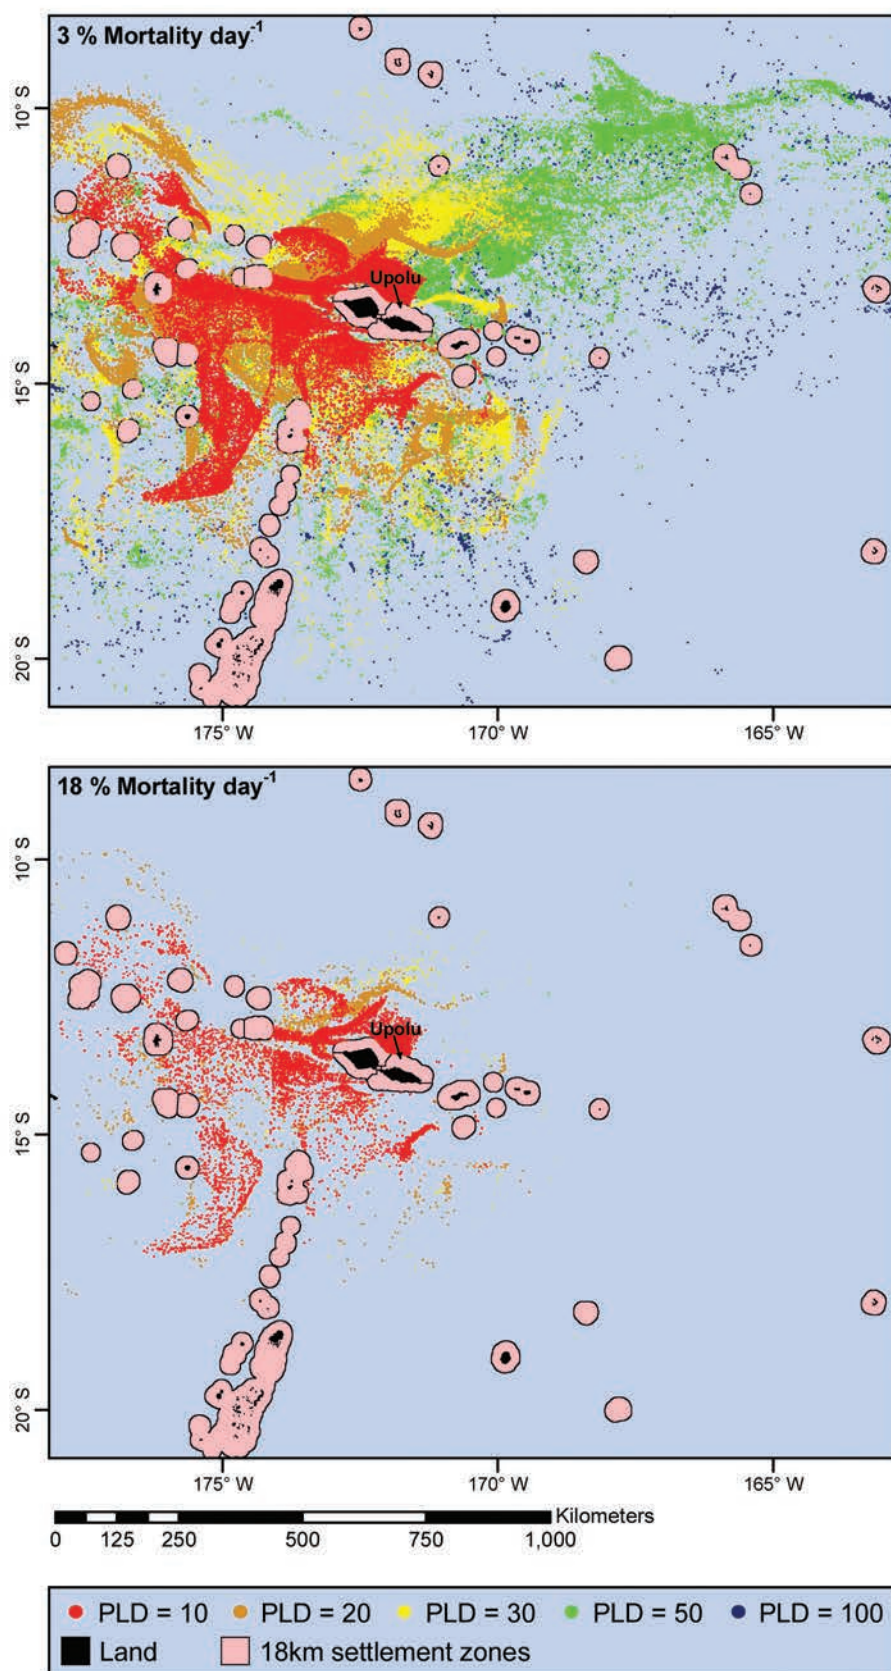 3 % Mortality day-1
10° S
Upolu
15° S
20° S
175° W 170° W 165° W
18 % Mortality day-1
10° S
Upolu
15° S
20° S
175° W 170° W 165° W
Kilometers
0 125 250 500 750 1,000
PLD = 10 PLD = 20 PLD = 30 PLD = 50 PLD = 100
Land 18km settlement zones